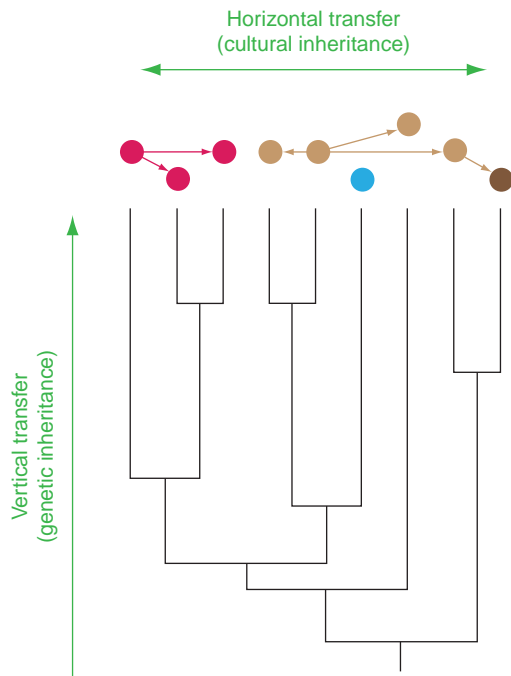 Horizontal transfer
(cultural inheritance)
Vertical transfer
(genetic inheritance)